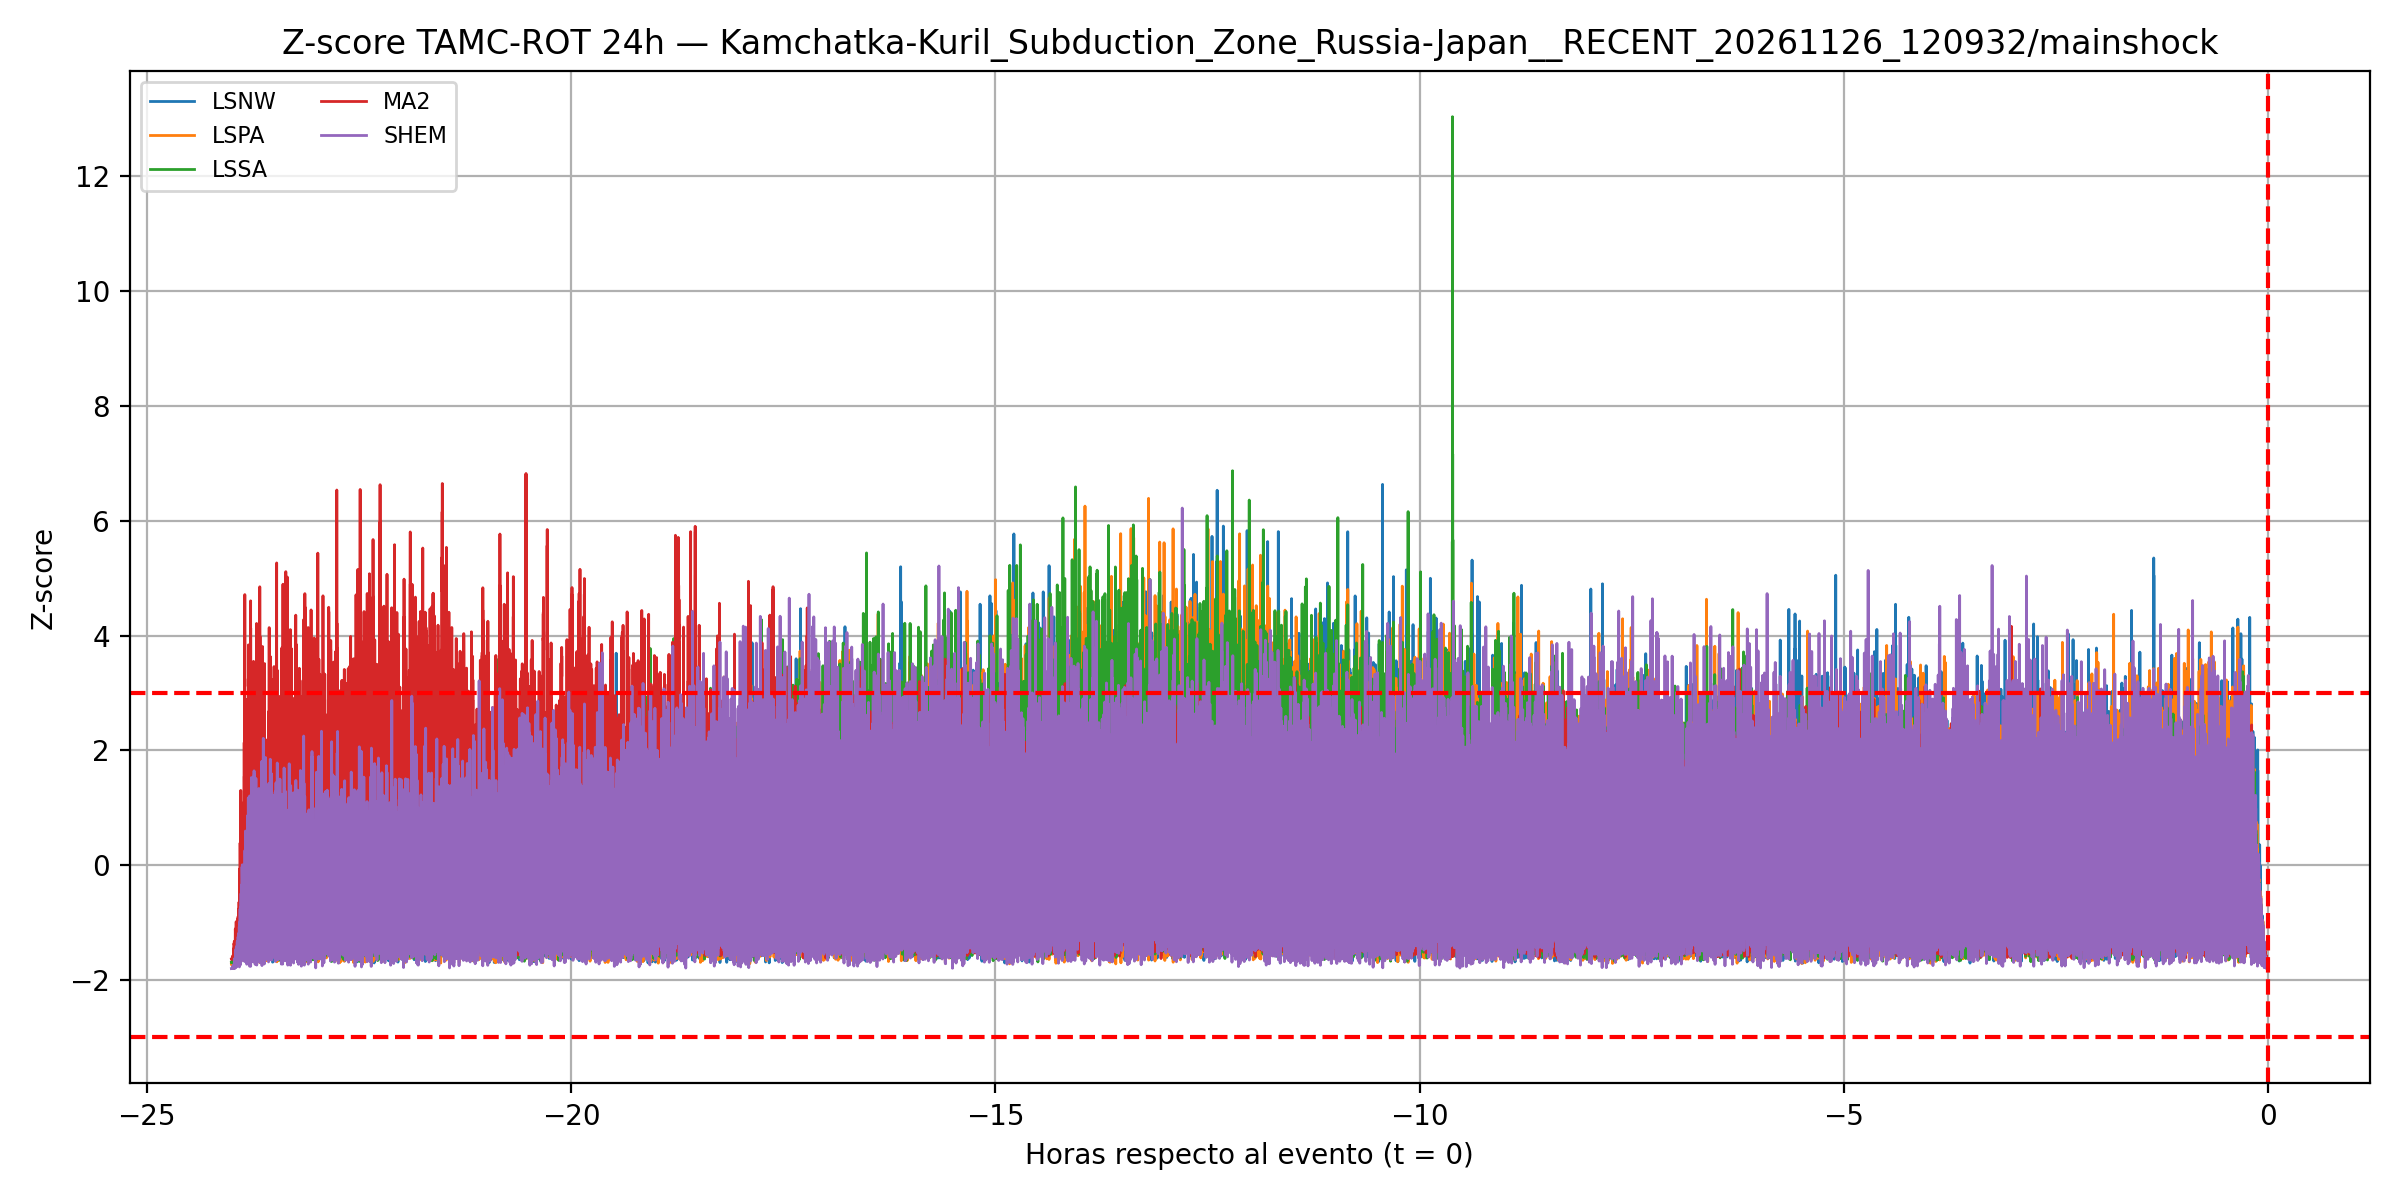 Z-score TAMC-ROT 24h — Kamchatka-Kuril_Subduction_Zone_Russia-Japan__RECENT_20261126_120932/mainshock
LSNW
LSPA
LSSA
MA2
SHEM
Z-score
12
10
8
6
4
2
0
−2
−25
−20
−15
−10
−5
0
Horas respecto al evento (t = 0)